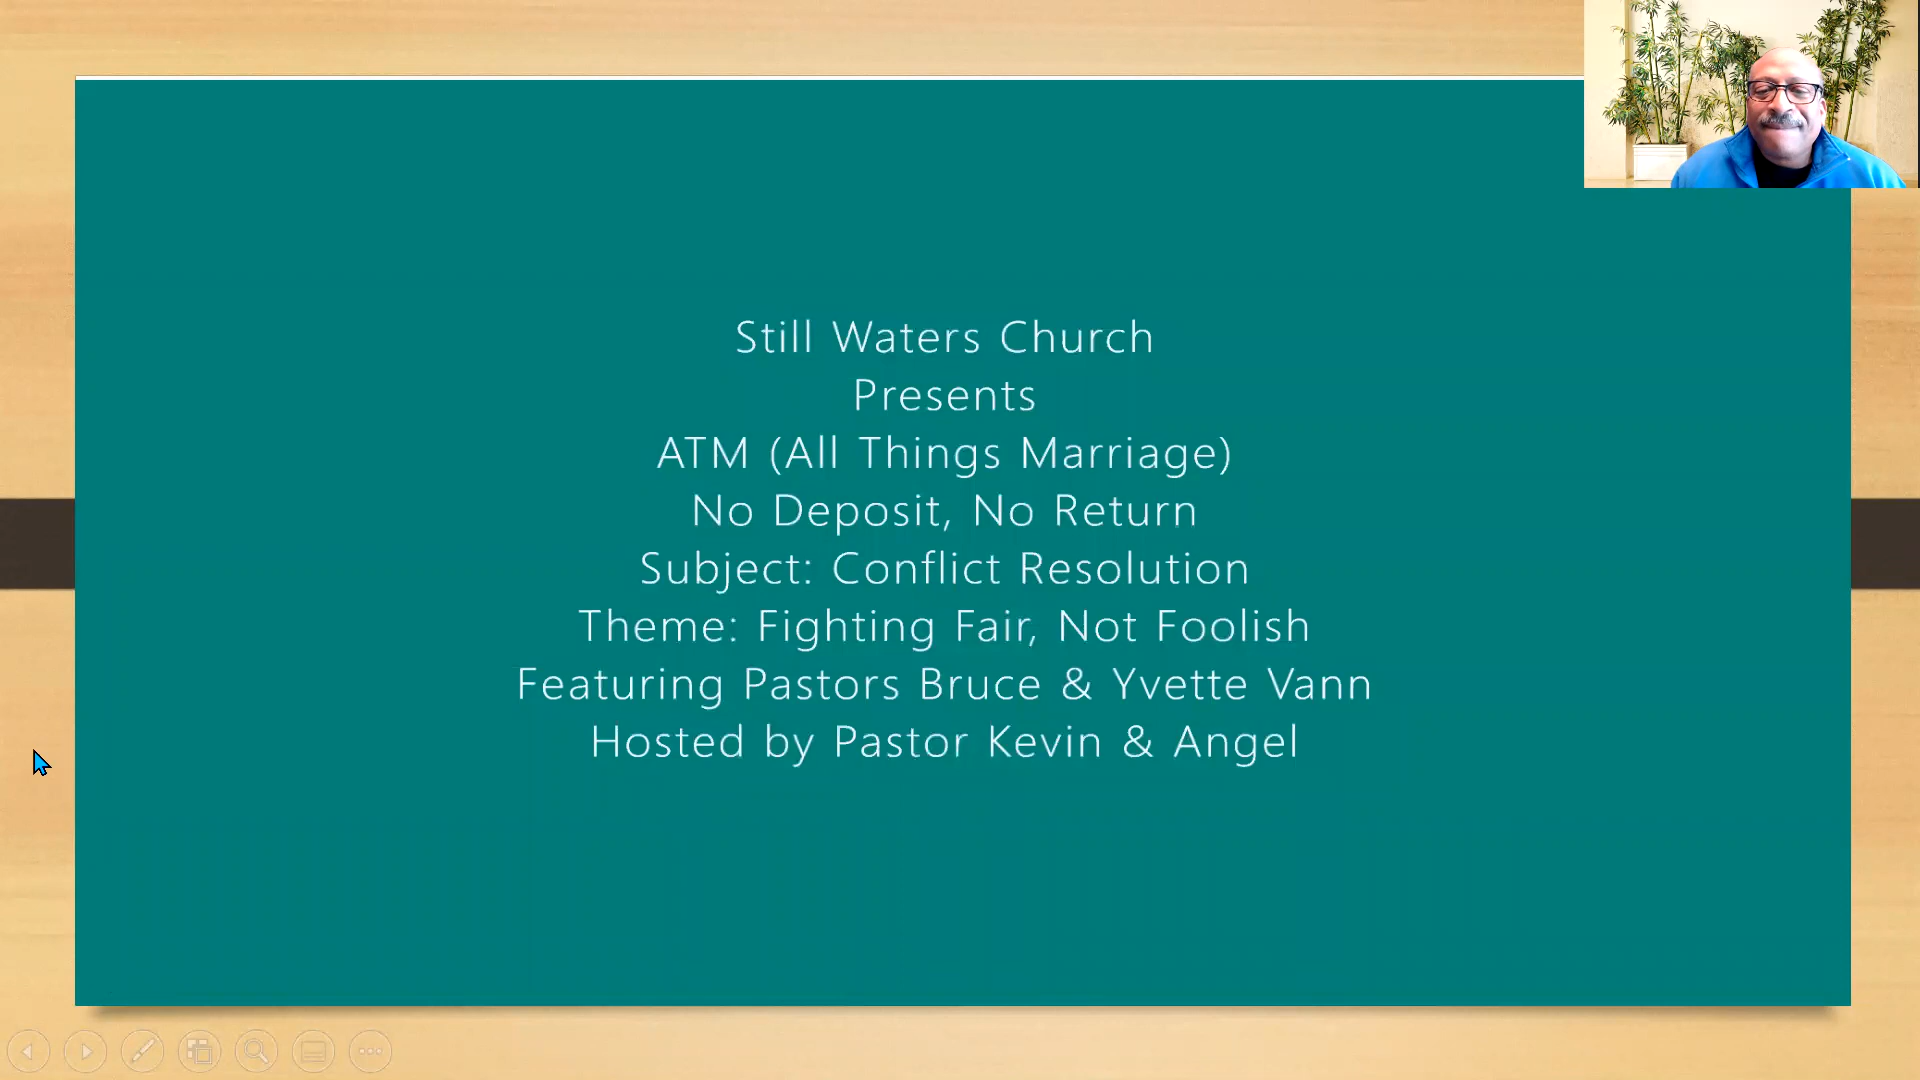 Still Waters Church
Presents
ATM (All Things Marriage)
No Deposit, No Return
Subject: Conflict Resolution
Theme: Fighting Fair, Not Foolish
Featuring Pastors Bruce & Yvette Vann
Hosted by Pastor Kevin & Angel